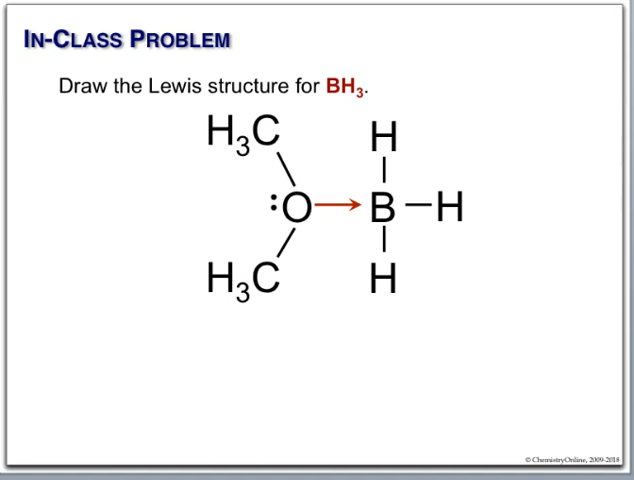 IN-CLASS PROBLEM
Draw the Lewis structure for BH₃.
H₃C
H
:O→B–H
H₃C
H
© ChemistryOnline, 2009-2018